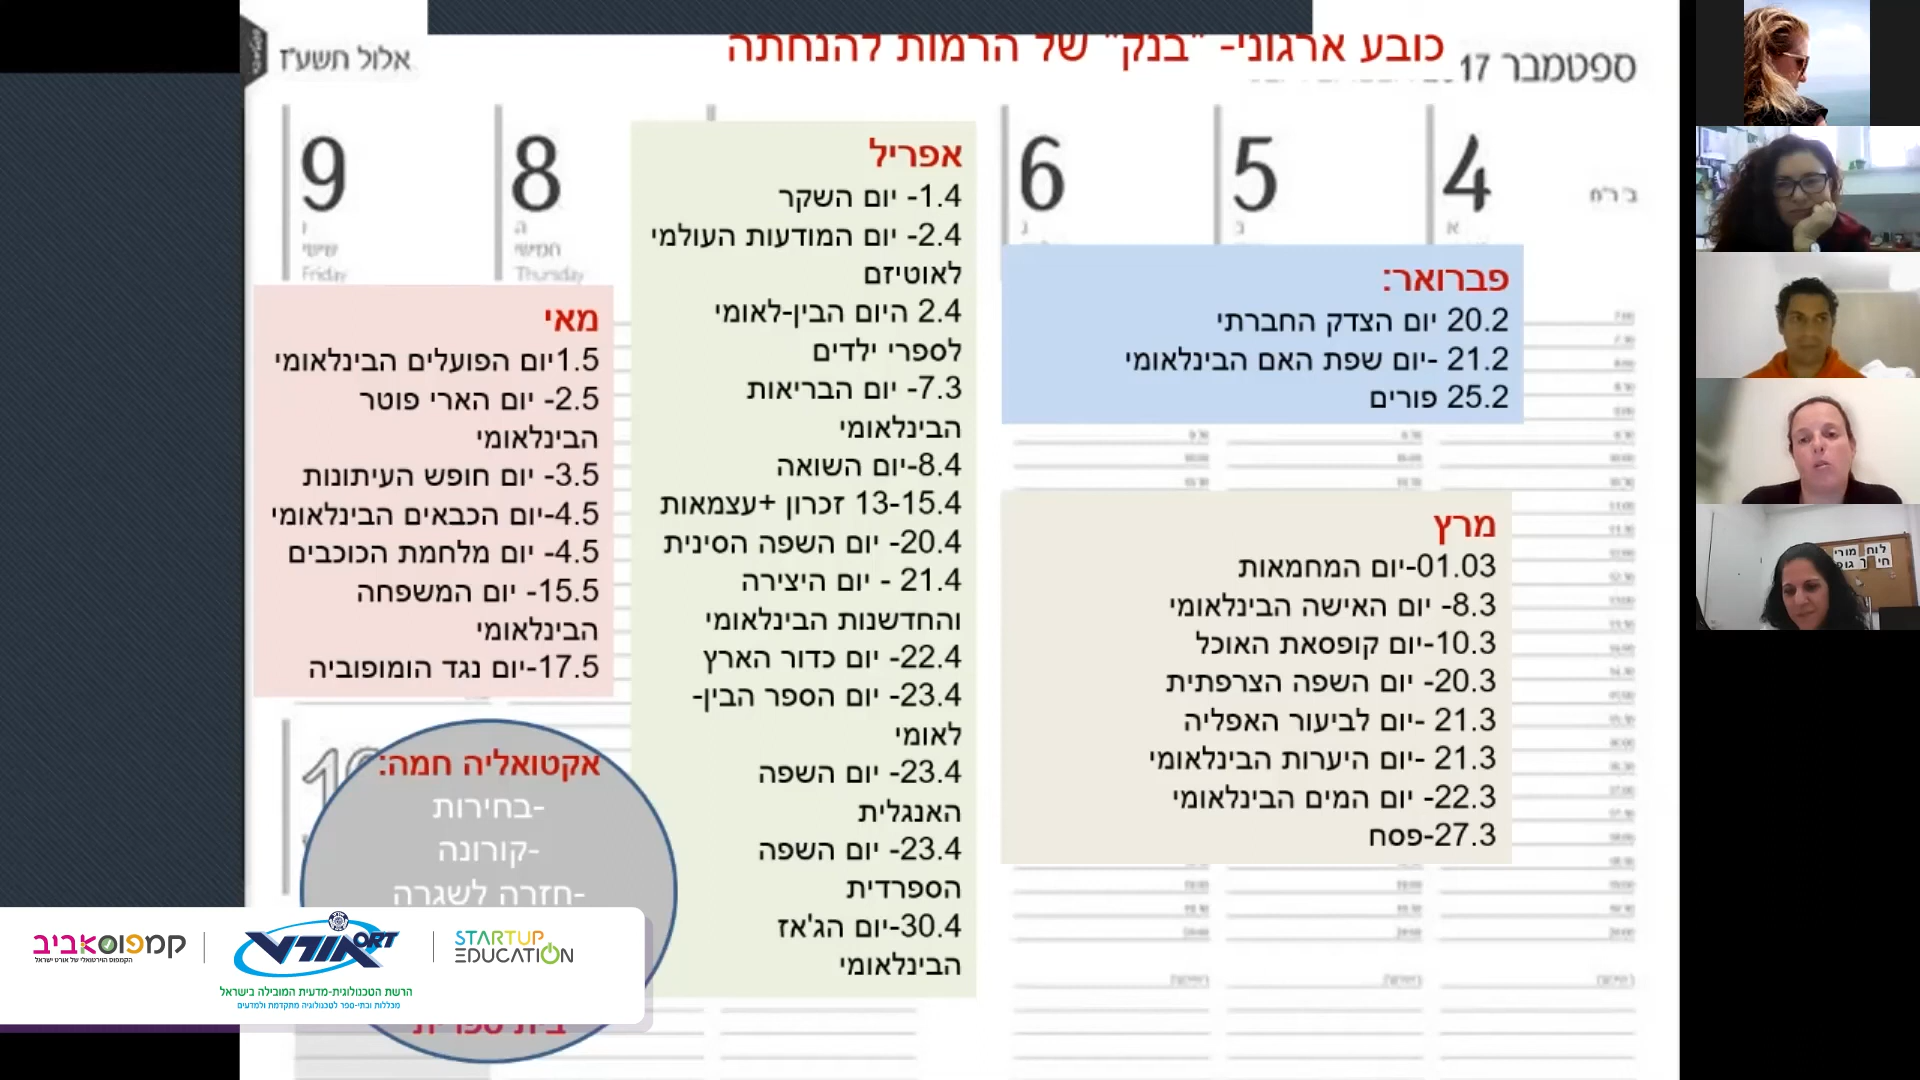 כובע ארגוני- "בנק" של הרמות להנחתה
ספטמבר 17
אלול תשע"ז
4
א
5
ב
6
ג
8
ה
חמישי
Thursday
9
ו
שישי
Friday
פברואר:
20.2 יום הצדק החברתי
21.2 -יום שפת האם הבינלאומי
25.2 פורים
מרץ
01.03-יום המחמאות
8.3- יום האישה הבינלאומי
10.3-יום קופסאת האוכל
20.3- יום השפה הצרפתית
21.3 -יום לביעור האפליה
21.3 -יום היערות הבינלאומי
22.3- יום המים הבינלאומי
27.3-פסח
אפריל
1.4- יום השקר
2.4- יום המודעות העולמי
לאוטיזם
2.4 היום הבין-לאומי
לספרי ילדים
7.3- יום הבריאות
הבינלאומי
8.4-יום השואה
13-15.4 זכרון +עצמאות
20.4- יום השפה הסינית
21.4 - יום היצירה
והחדשנות הבינלאומי
22.4- יום כדור הארץ
23.4- יום הספר הבין-
לאומי
23.4- יום השפה
האנגלית
23.4- יום השפה
הספרדית
30.4-יום הג'אז
הבינלאומי
מאי
1.5יום הפועלים הבינלאומי
2.5- יום הארי פוטר
הבינלאומי
3.5- יום חופש העיתונות
4.5-יום הכבאים הבינלאומי
4.5- יום מלחמת הכוכבים
15.5- יום המשפחה
הבינלאומי
17.5-יום נגד הומופוביה
אקטואליה חמה:
-בחירות
-קורונה
-חזרה לשגרה
בית ספרית
קמפוס אביב
הקמפוס הוירטואלי של אורט ישראל
ORT אורט
הרשת הטכנולוגית-מדעית המובילה בישראל
מכללות ובתי-ספר לטכנולוגיה מתקדמת ולמדעים
STARTUP
EDUCATION
לוח מורי